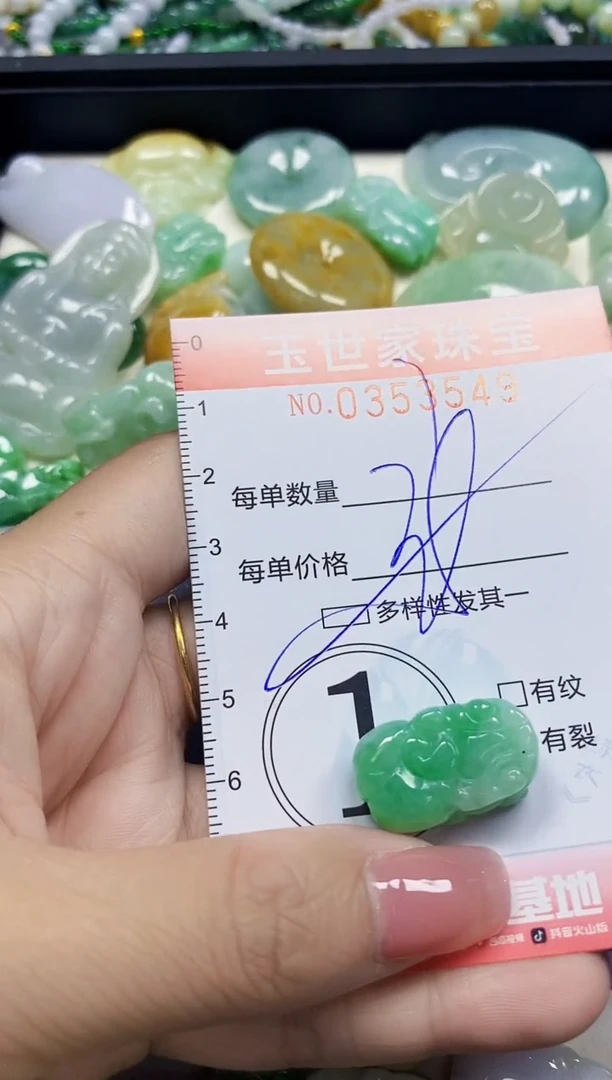 0
玉世家珠宝
NO.0353549
1
2
每单数量
3
每单价格
4
多样性发其一
5
1
有纹
有裂
6
基地
抖音火山版